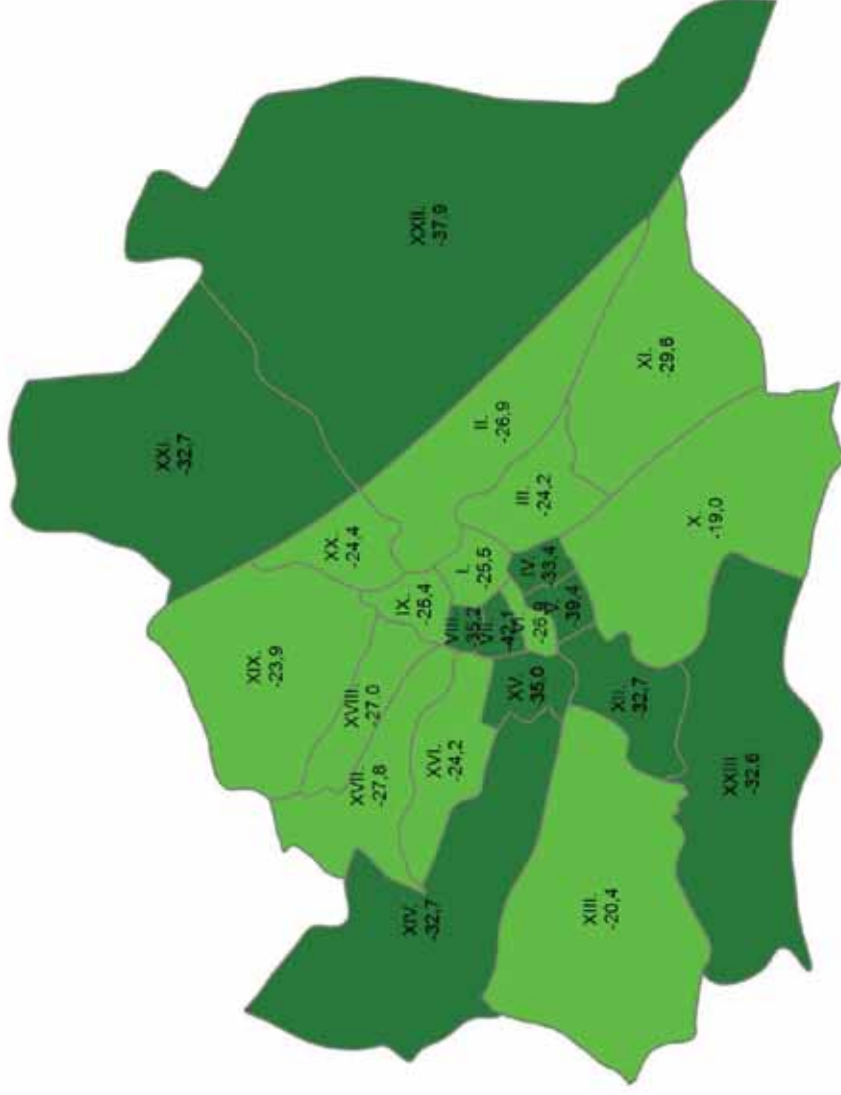 XXI.
-32,7
XIX.
-23,9
XX.
-24,4
XVIII.
-27,0
XVII.
-27,8
IX.
-25,4
XIV.
-32,7
XXII.
-37,9
XVI.
-24,2
VIII.
-35,2
I.
-25,5
II.
-26,9
VII.
-42,1
XV.
-35,0
VI.
III.
-24,2
IV.
-33,4
V.
-39,4
XIII.
-20,4
XII.
-32,7
XI.
-29,6
X.
-19,0
XXIII
-32,6